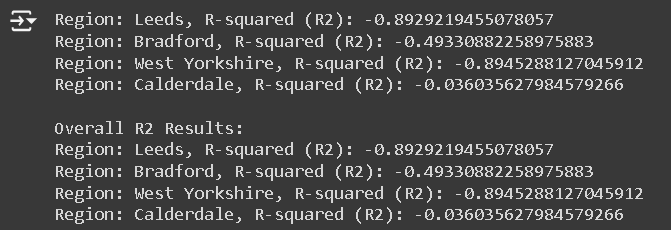 Region: Leeds, R-squared (R2): -0.8929219455078057
Region: Bradford, R-squared (R2): -0.49330882258975883
Region: West Yorkshire, R-squared (R2): -0.8945288127045912
Region: Calderdale, R-squared (R2): -0.036035627984579266

Overall R2 Results:
Region: Leeds, R-squared (R2): -0.8929219455078057
Region: Bradford, R-squared (R2): -0.49330882258975883
Region: West Yorkshire, R-squared (R2): -0.8945288127045912
Region: Calderdale, R-squared (R2): -0.036035627984579266